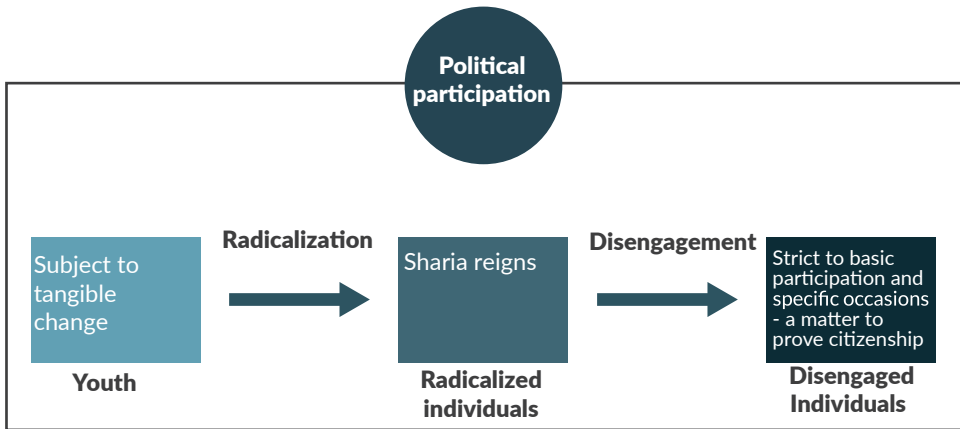 Political
participation
Radicalization
Disengagement
Subject to
tangible
change
Sharia reigns
Strict to basic
participation and
specific occasions
- a matter to
prove citizenship
Youth
Radicalized
individuals
Disengaged
Individuals